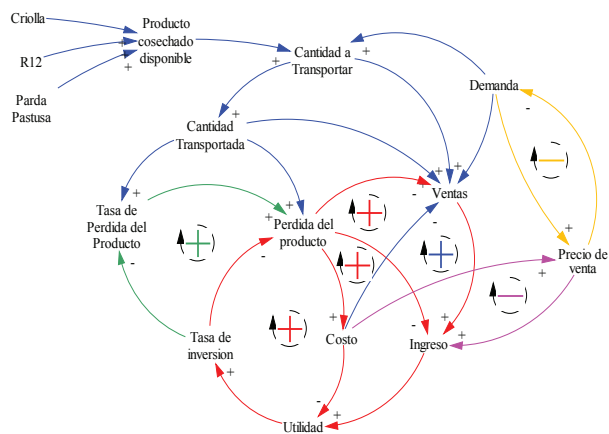 Criolla
R12
Parda
Pastusa
Producto
cosechado
disponible
Cantidad a
Transportar
Demanda
Cantidad
Transportada
Ventas
Tasa de
Perdida del
Producto
Perdida del
producto
Precio de
venta
Tasa de
inversion
Costo
Ingreso
Utilidad